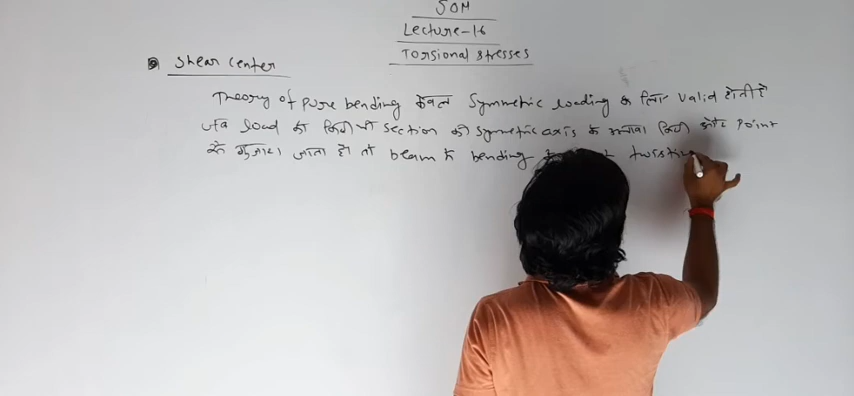 SOM
Lecture-16
Torsional Stresses
Shear Center
Theory of Pure bending केवल Symmetric loading के लिए valid होती है
यदि load को किसी भी section की symmetric axis के अलावा किसी और Point
से गुजारा जाता है। तो beam में bending twistin